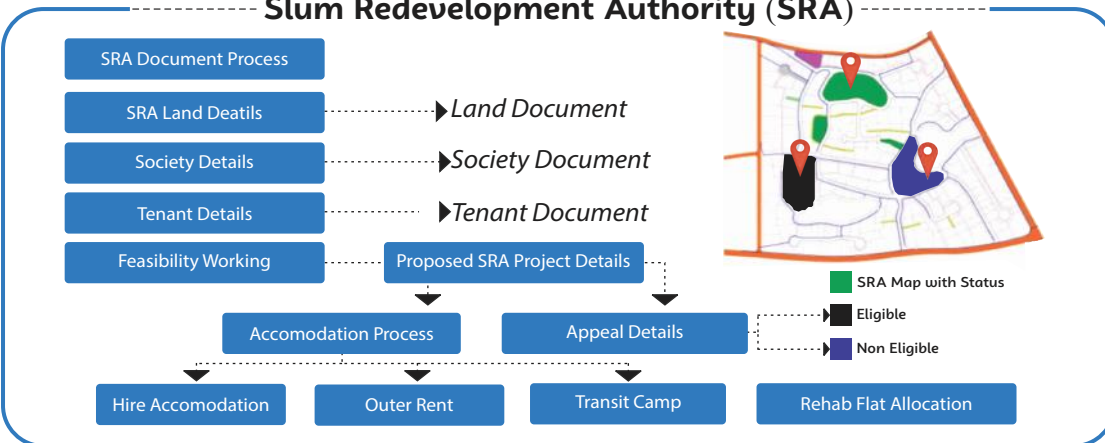 Slum Redevelopment Authority (SRA)
SRA Document Process
SRA Land Deatils
Land Document
Society Details
Society Document
Tenant Details
Tenant Document
Feasibility Working
Proposed SRA Project Details
SRA Map with Status
Eligible
Non Eligible
Accomodation Process
Appeal Details
Hire Accomodation
Outer Rent
Transit Camp
Rehab Flat Allocation